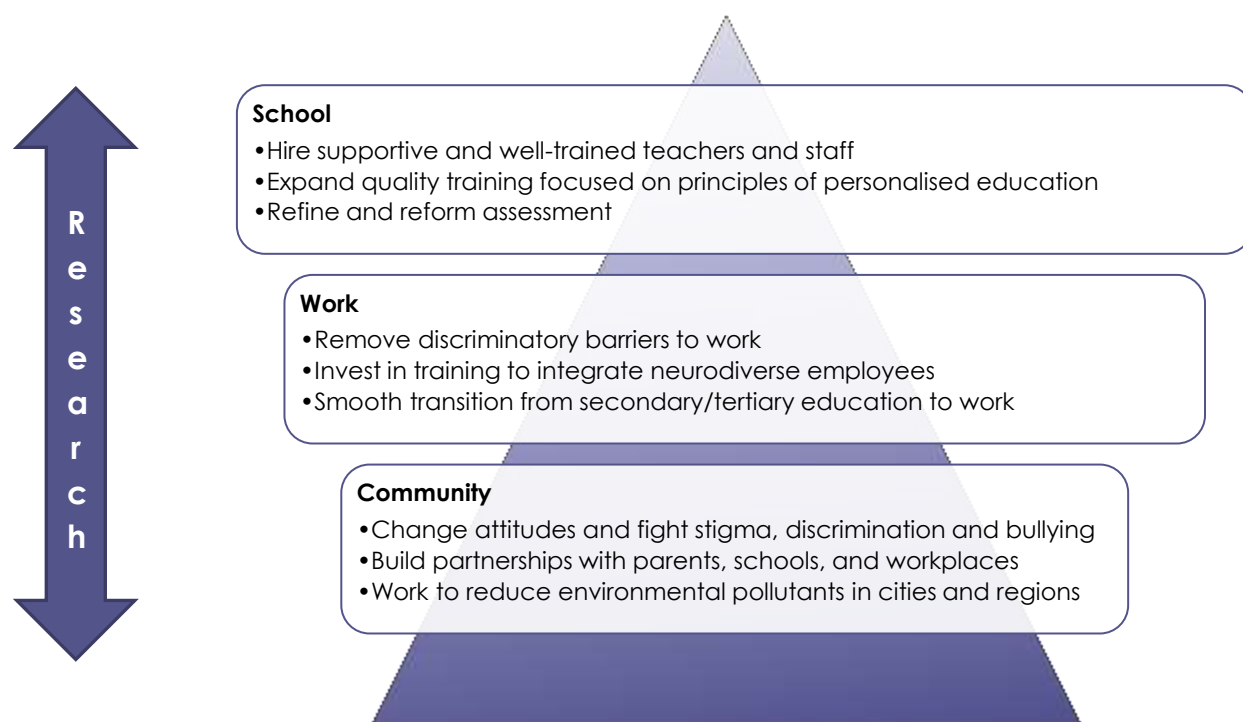 Research
School
•Hire supportive and well-trained teachers and staff
•Expand quality training focused on principles of personalised education
•Refine and reform assessment
Work
•Remove discriminatory barriers to work
•Invest in training to integrate neurodiverse employees
•Smooth transition from secondary/tertiary education to work
Community
•Change attitudes and fight stigma, discrimination and bullying
•Build partnerships with parents, schools, and workplaces
•Work to reduce environmental pollutants in cities and regions